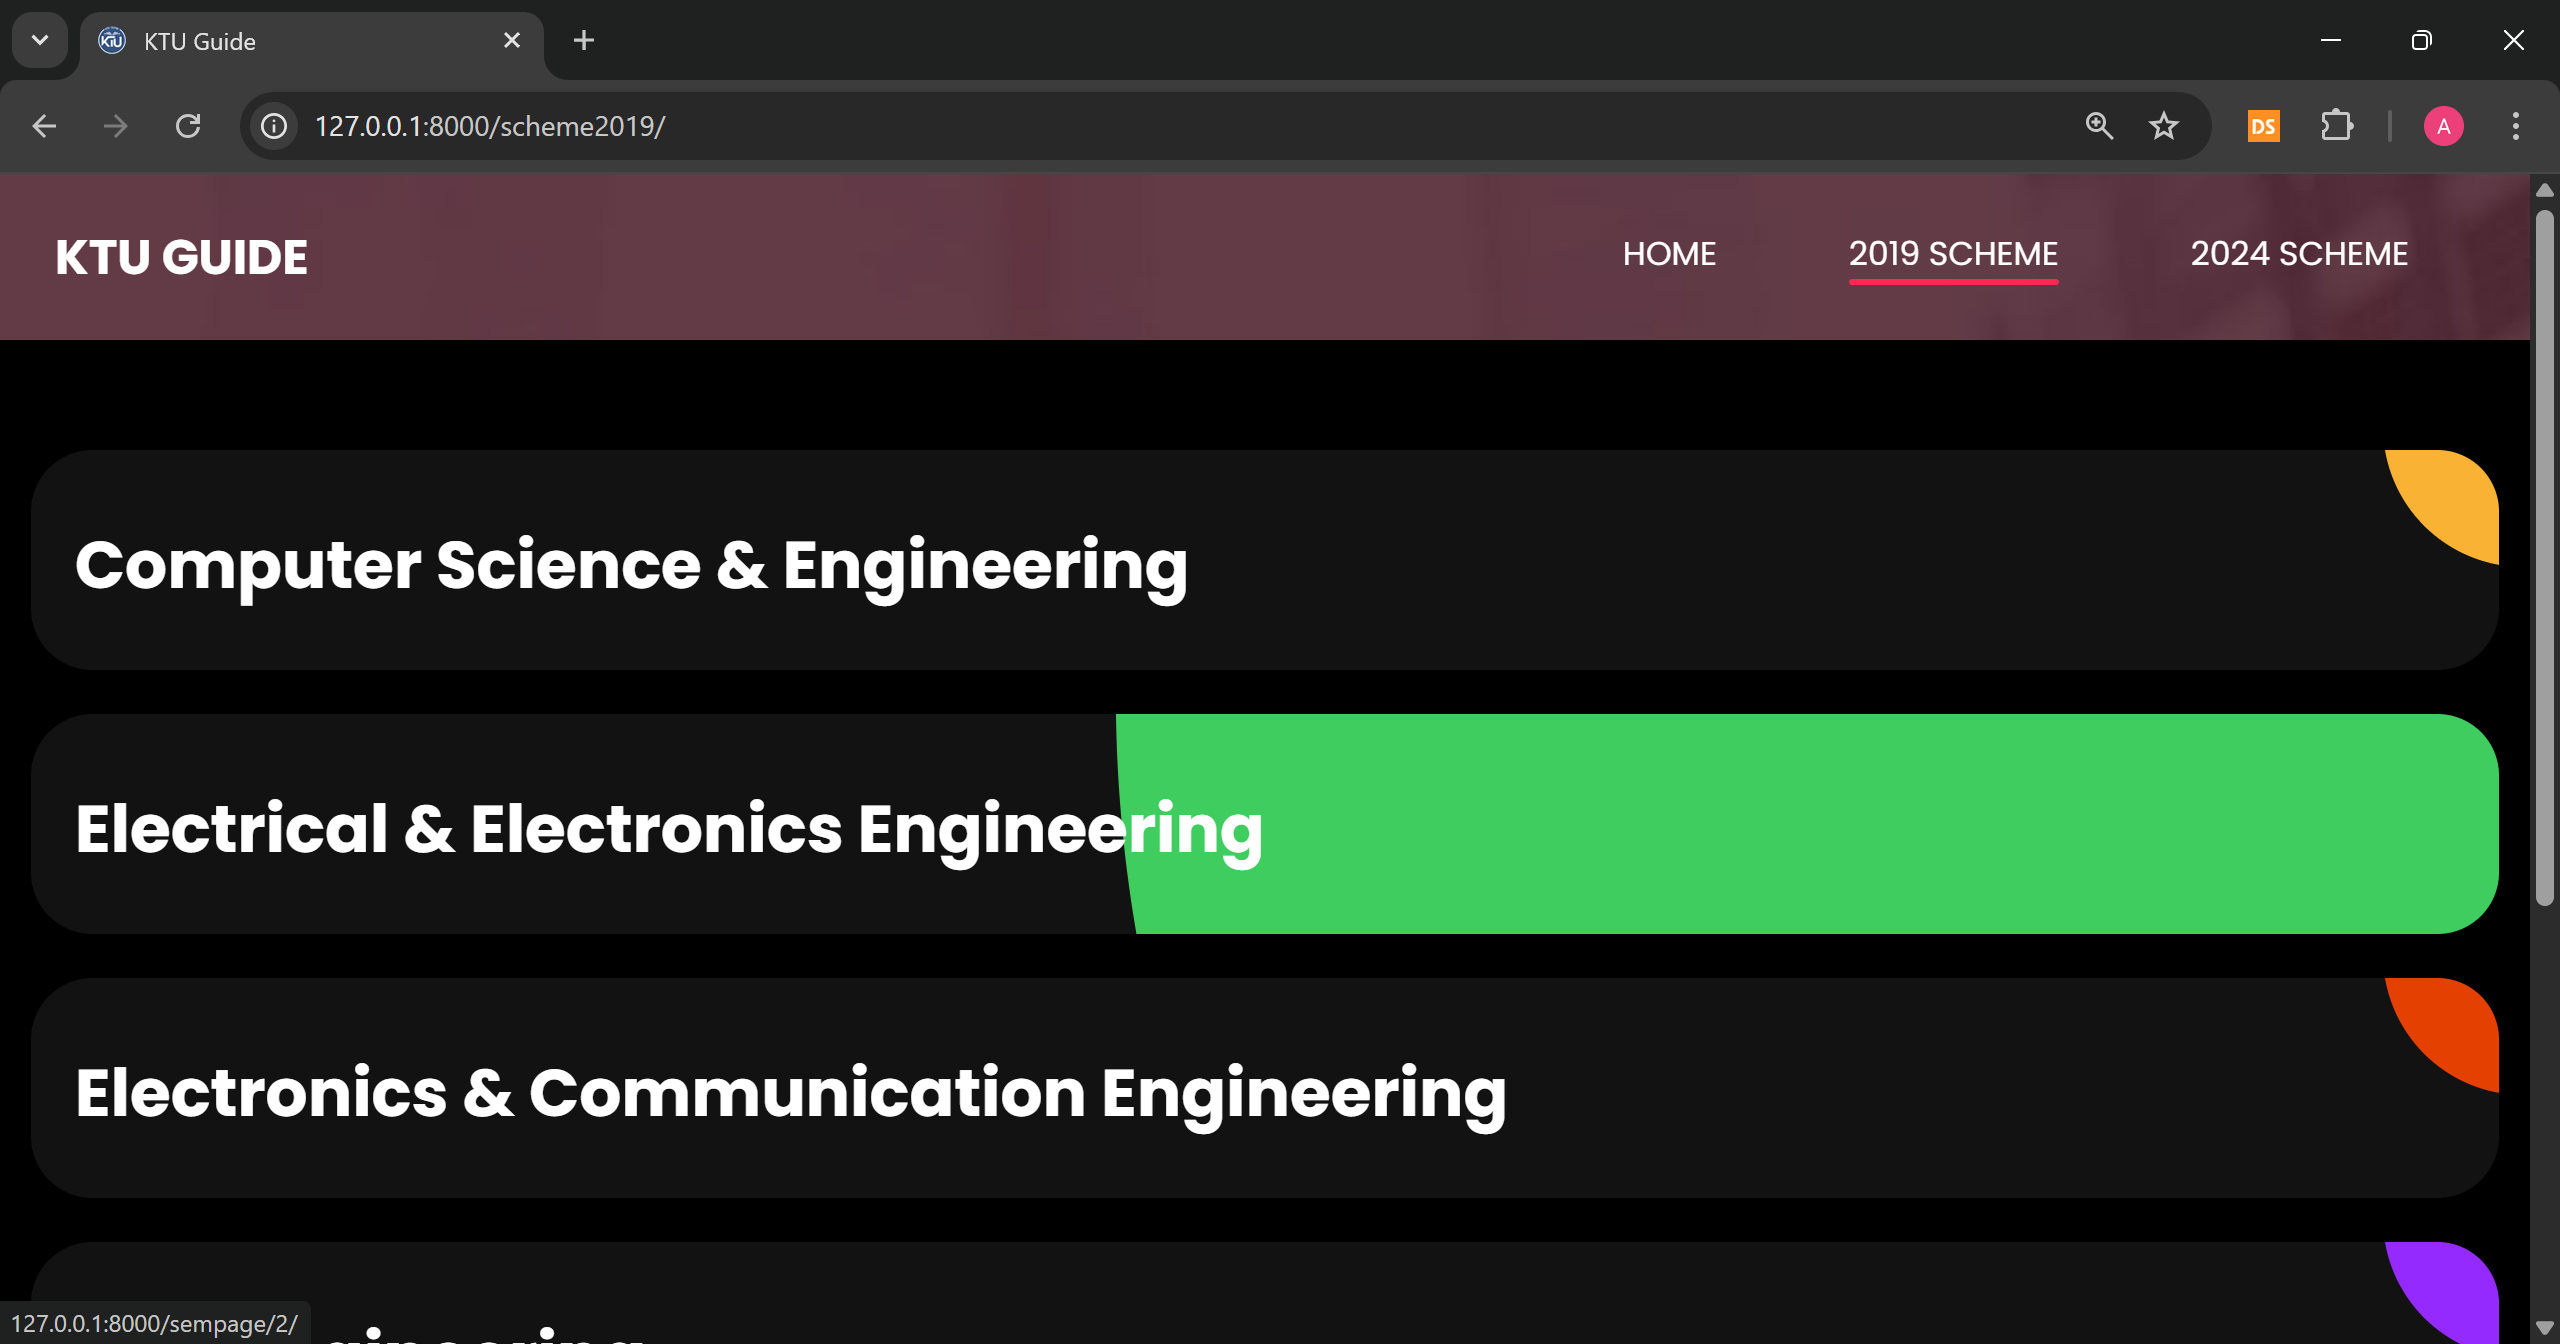 KTU Guide
127.0.0.1:8000/scheme2019/
DS
A
KTU GUIDE
HOME
2019 SCHEME
2024 SCHEME
Computer Science & Engineering
Electrical & Electronics Engineering
Electronics & Communication Engineering
127.0.0.1:8000/sempage/2/